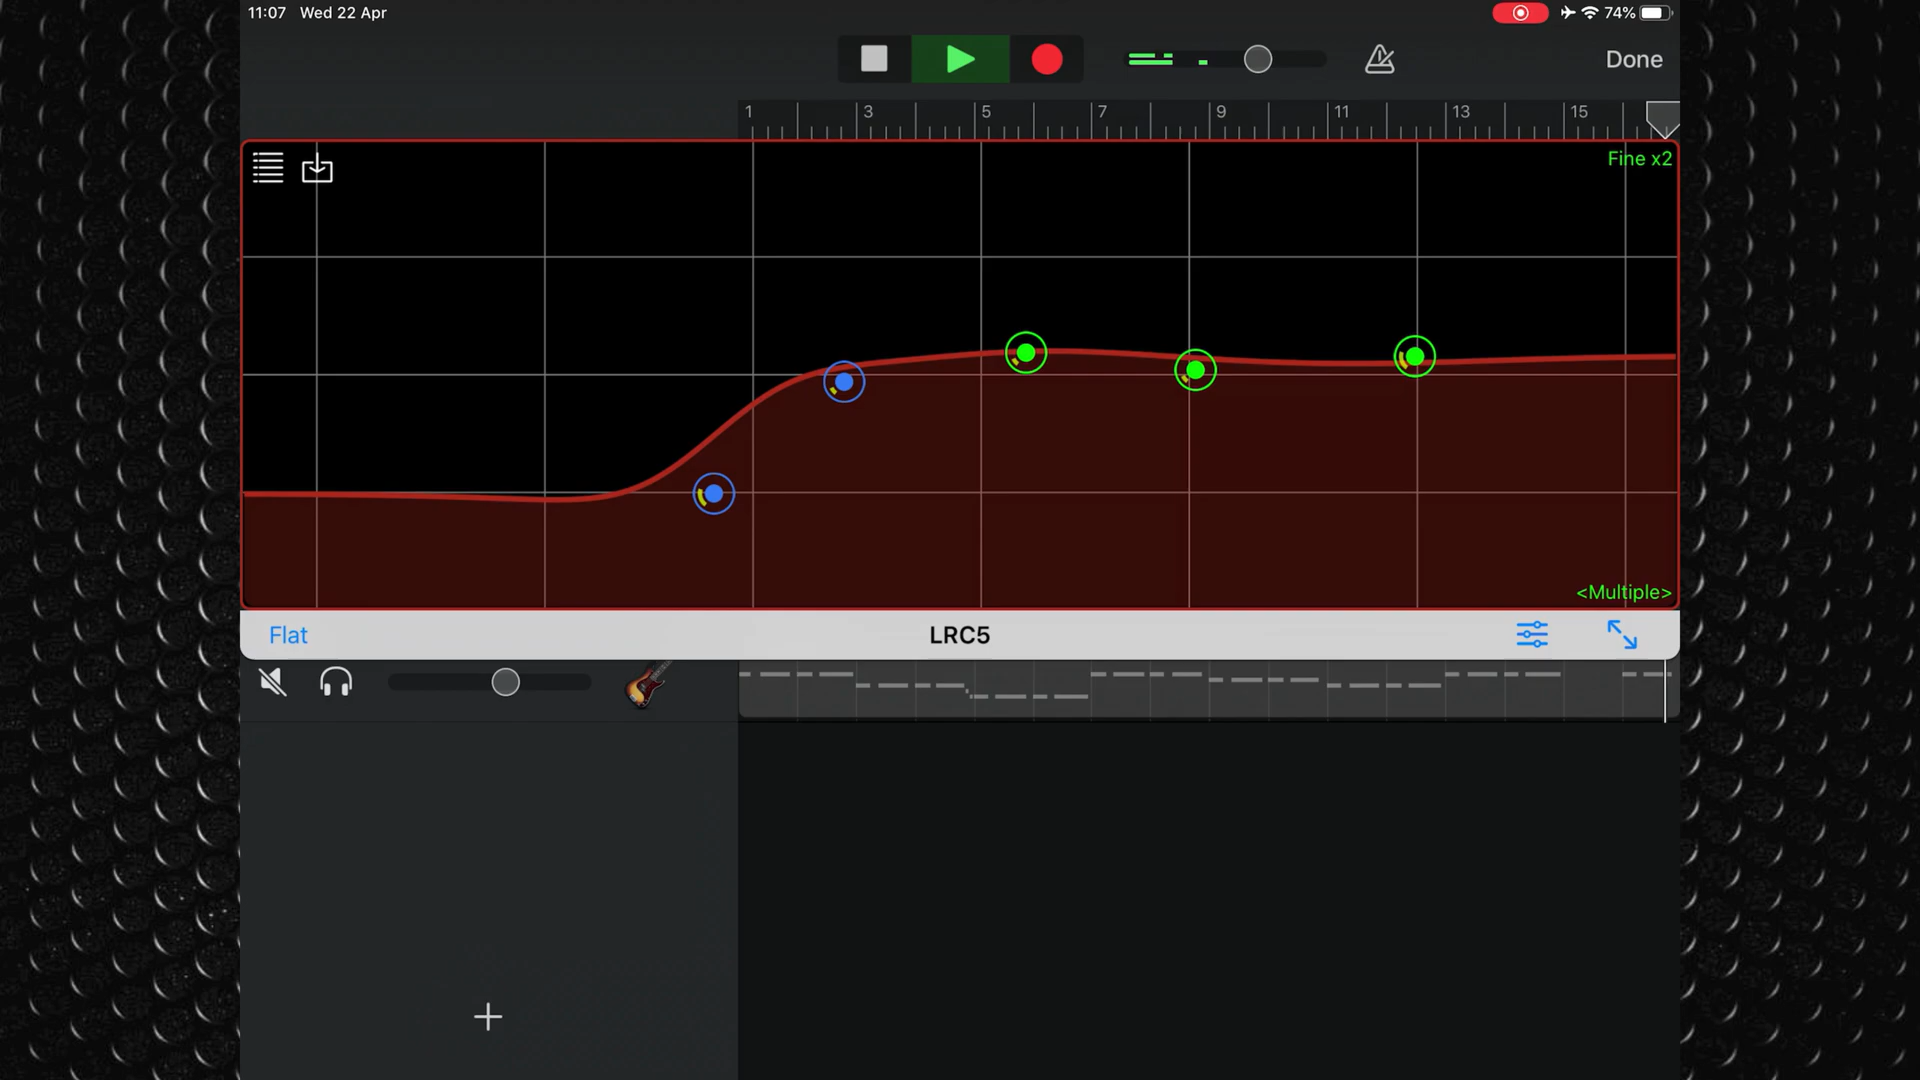 11:07 Wed 22 Apr
74%
Done
1 3 5 7 9 11 13 15
Fine x2
<Multiple>
Flat
LRC5